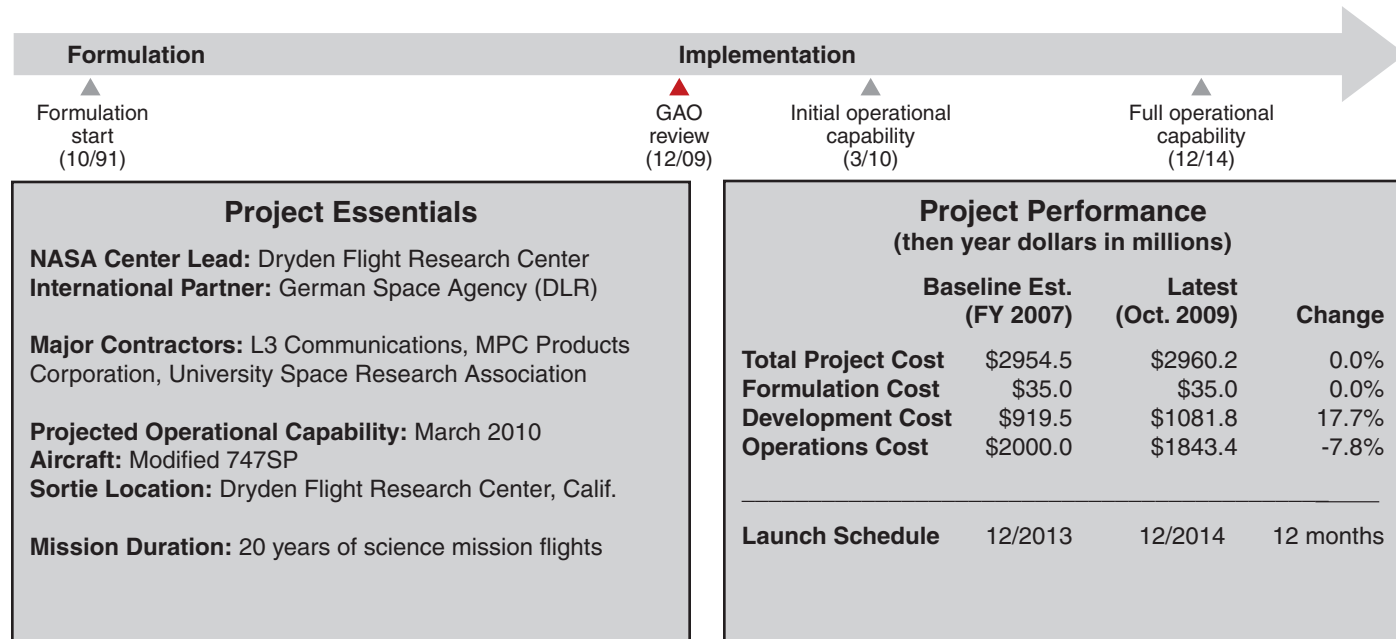 Formulation Implementation
Formulation
start
(10/91)
GAO
review
(12/09)
Initial operational
capability
(3/10)
Full operational
capability
(12/14)
Project Essentials
NASA Center Lead: Dryden Flight Research Center
International Partner: German Space Agency (DLR)
Major Contractors: L3 Communications, MPC Products
Corporation, University Space Research Association
Projected Operational Capability: March 2010
Aircraft: Modified 747SP
Sortie Location: Dryden Flight Research Center, Calif.
Mission Duration: 20 years of science mission flights
Project Performance
(then year dollars in millions)
Baseline Est. Latest
(FY 2007) (Oct. 2009) Change
Total Project Cost $2954.5 $2960.2 0.0%
Formulation Cost $35.0 $35.0 0.0%
Development Cost $919.5 $1081.8 17.7%
Operations Cost $2000.0 $1843.4 -7.8%
Launch Schedule 12/2013 12/2014 12 months